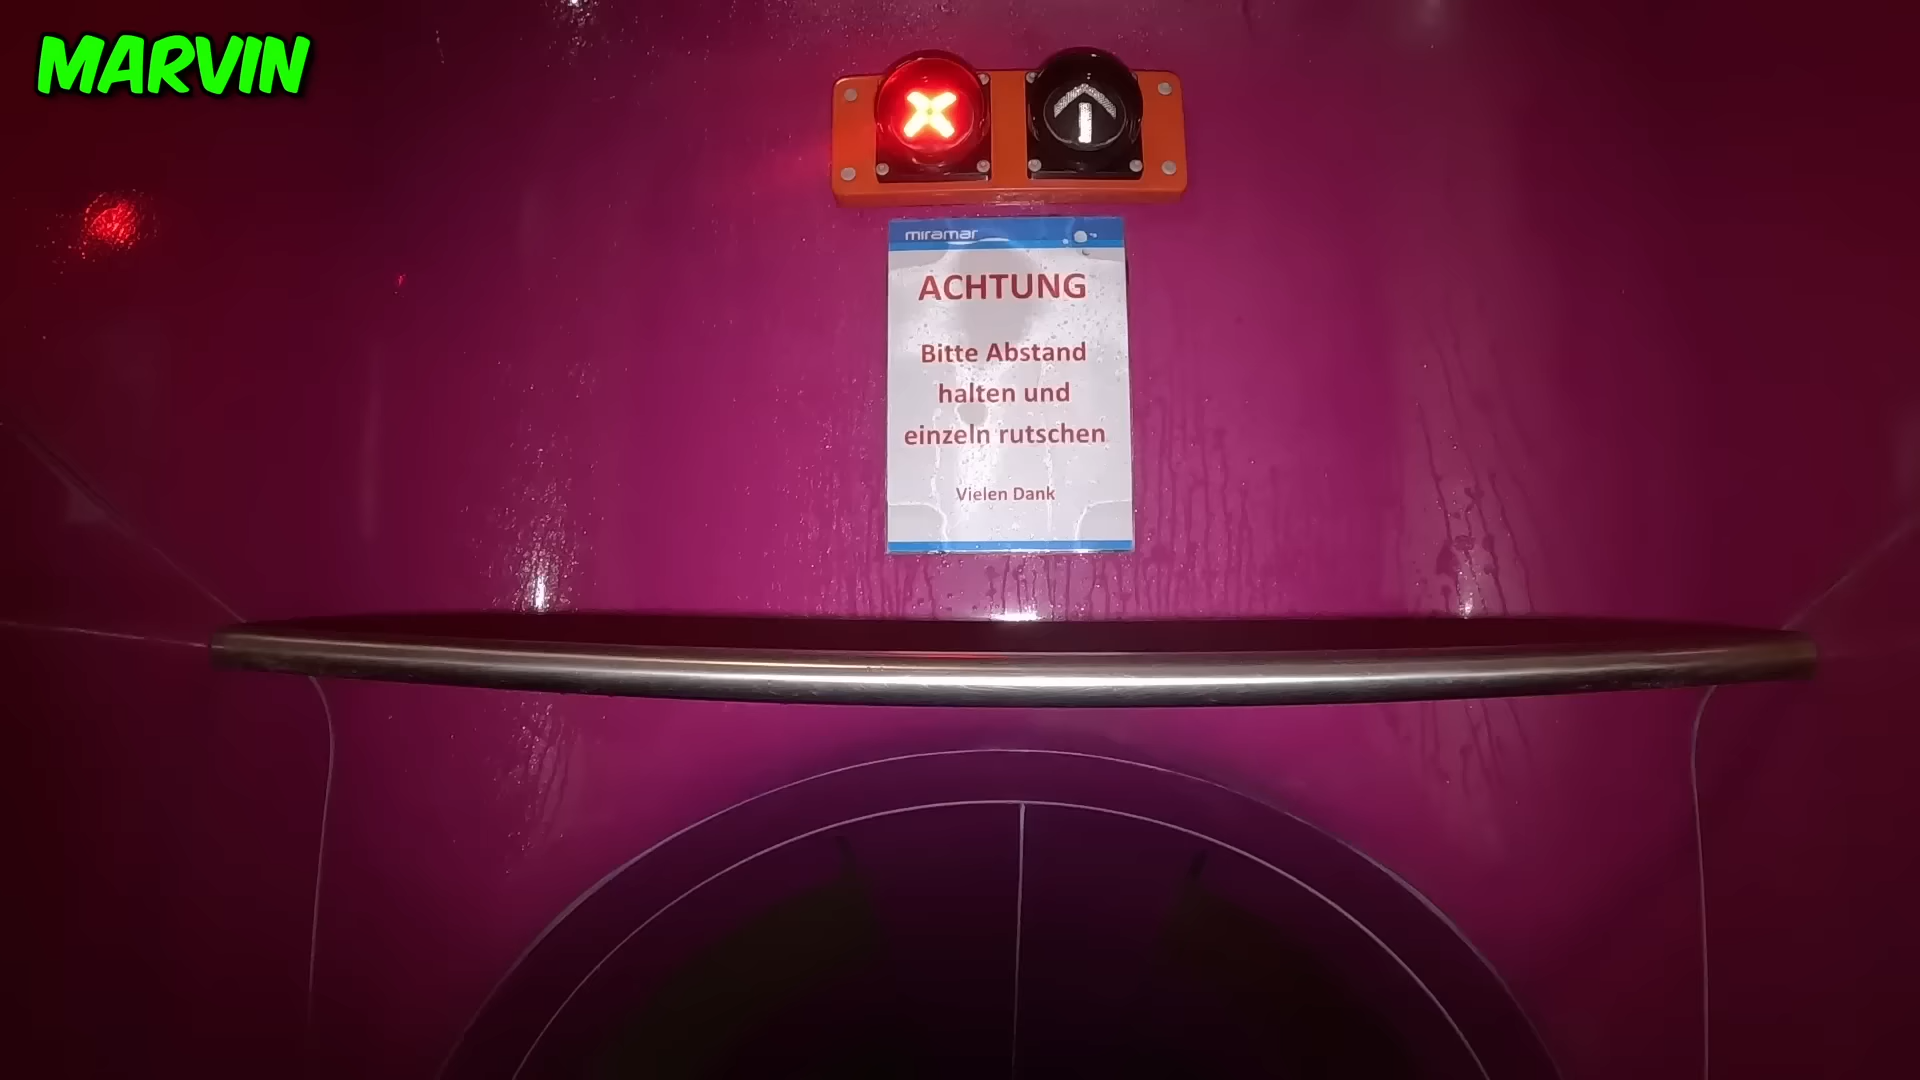 MARVIN
miramar
ACHTUNG
Bitte Abstand
halten und
einzeln rutschen
Vielen Dank